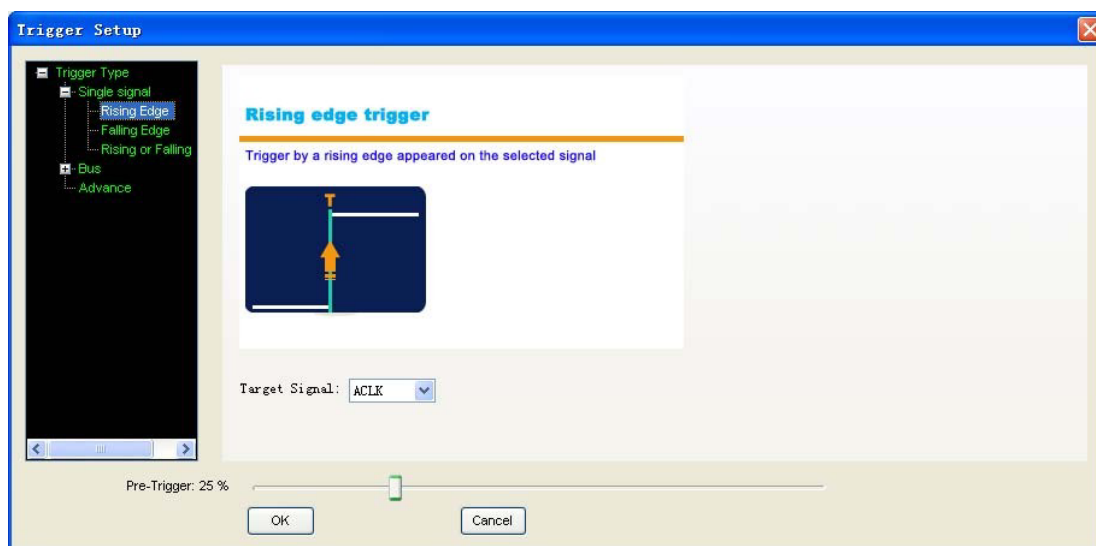 Trigger Setup
Trigger Type
Single signal
Rising Edge
Falling Edge
Rising or Falling
Bus
Advance
Rising edge trigger
Trigger by a rising edge appeared on the selected signal
T
Target Signal: ACLK
Pre-Trigger: 25 %
OK Cancel